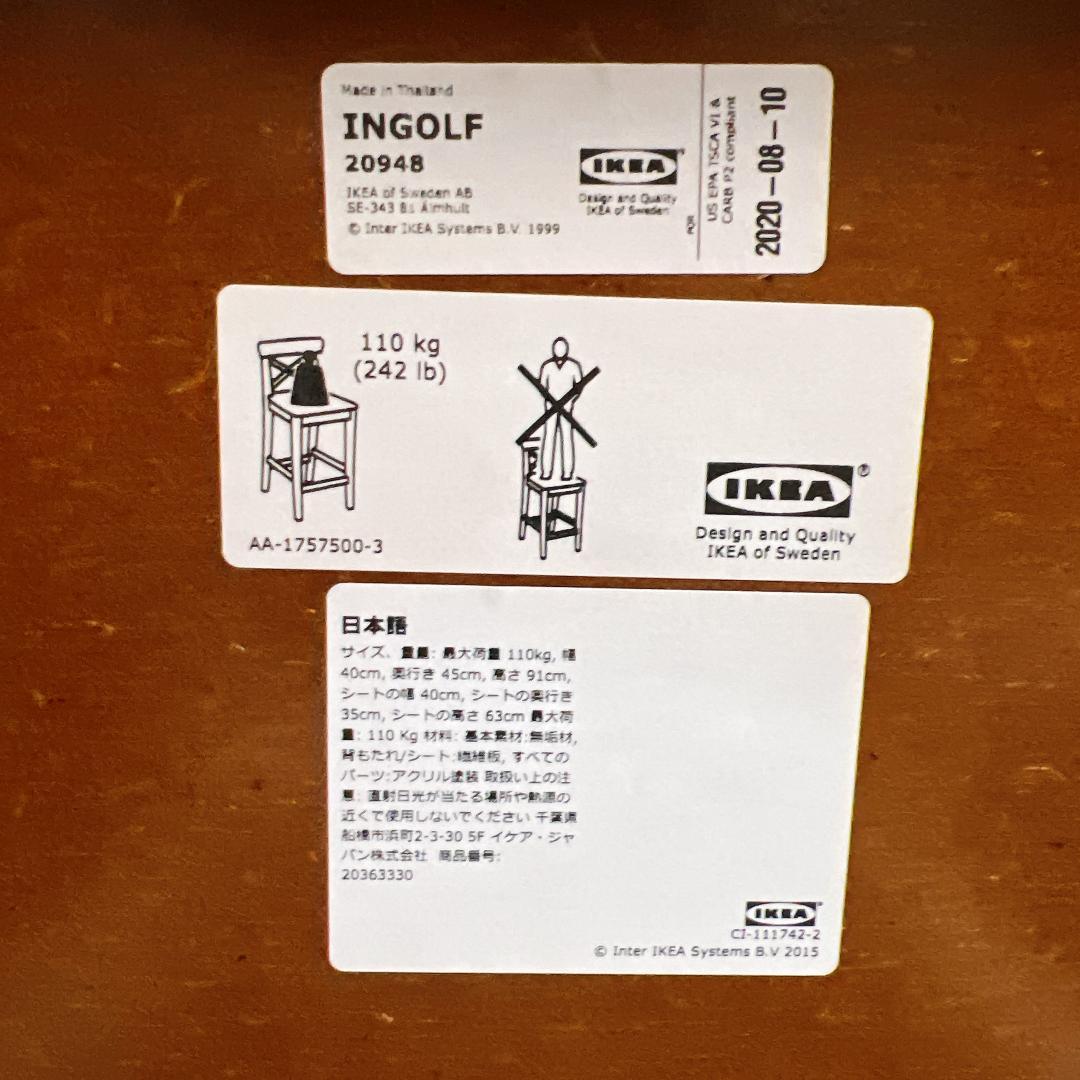 Made in Thailand
INGOLF
20948
IKEA of Sweden AB
SE-343 81 Älmhult
© Inter IKEA Systems B.V. 1999
IKEA
Design and Quality
IKEA of Sweden
US EPA TSCA VI &
CARB P2 compliant
2020-08-10
110 kg
(242 lb)
AA-1757500-3
IKEA®
Design and Quality
IKEA of Sweden
日本語
サイズ、重量: 最大荷重 110kg, 幅
40cm, 奥行き 45cm, 高さ 91cm,
シートの幅 40cm, シートの奥行き
35cm, シートの高さ 63cm 最大荷
重: 110 Kg 材料: 基本素材:無垢材,
背もたれ/シート:繊維板, すべての
パーツ:アクリル塗装 取扱い上の注
意: 直射日光が当たる場所や熱源の
近くで使用しないでください 千葉県
船橋市浜町2-3-30 5F イケア・ジャ
パン株式会社 商品番号:
20363330
IKEA
CI-111742-2
© Inter IKEA Systems B.V 2015